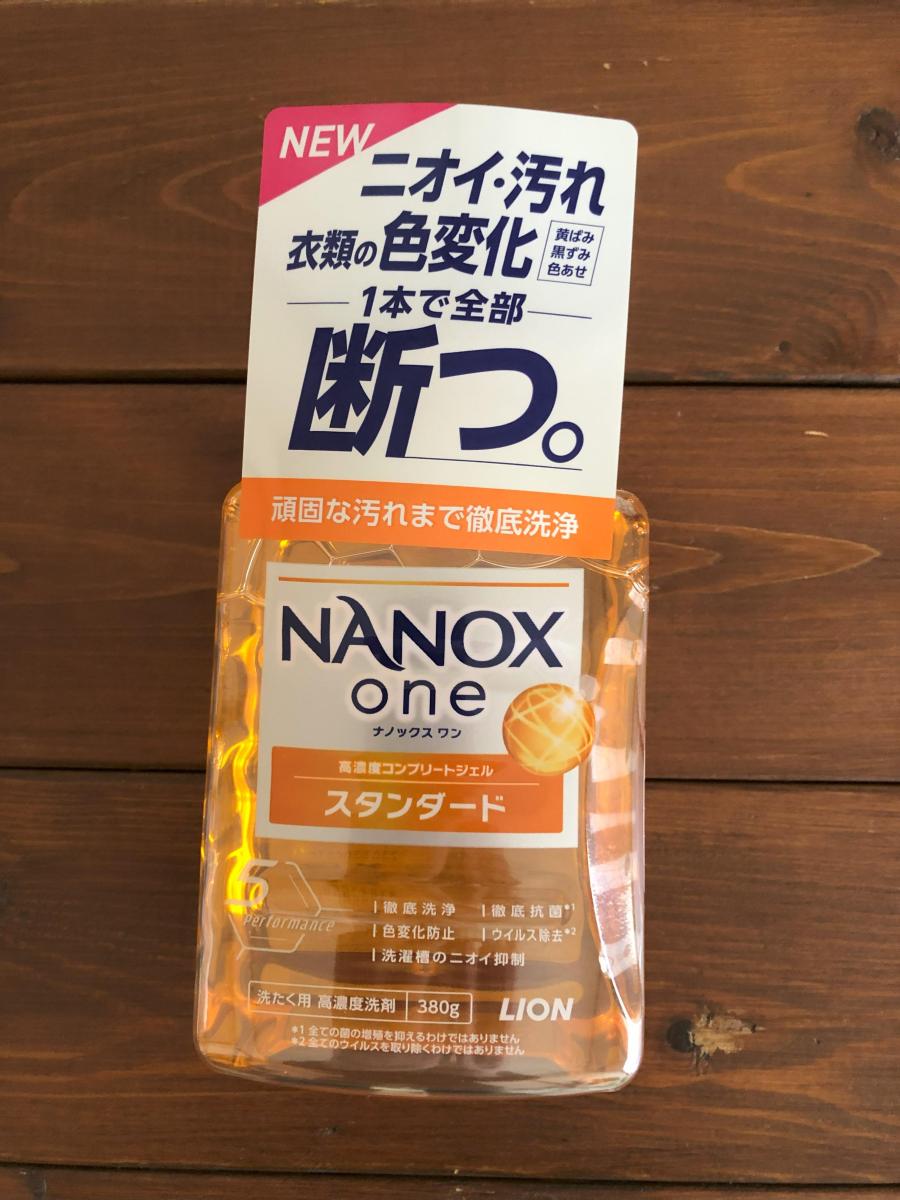 NEW
ニオイ・汚れ
衣類の色変化
黄ばみ
黒ずみ
色あせ
1本で全部
断つ。
頑固な汚れまで徹底洗浄
NANOX
one
ナノックス ワン
高濃度コンプリートジェル
スタンダード
5
Performance
徹底洗浄 徹底抗菌*1
色変化防止 ウイルス除去*2
洗濯槽のニオイ抑制
洗たく用 高濃度洗剤 380g LION
*1 全ての菌の増殖を抑えるわけではありません
*2 全てのウイルスを取り除くわけではありません